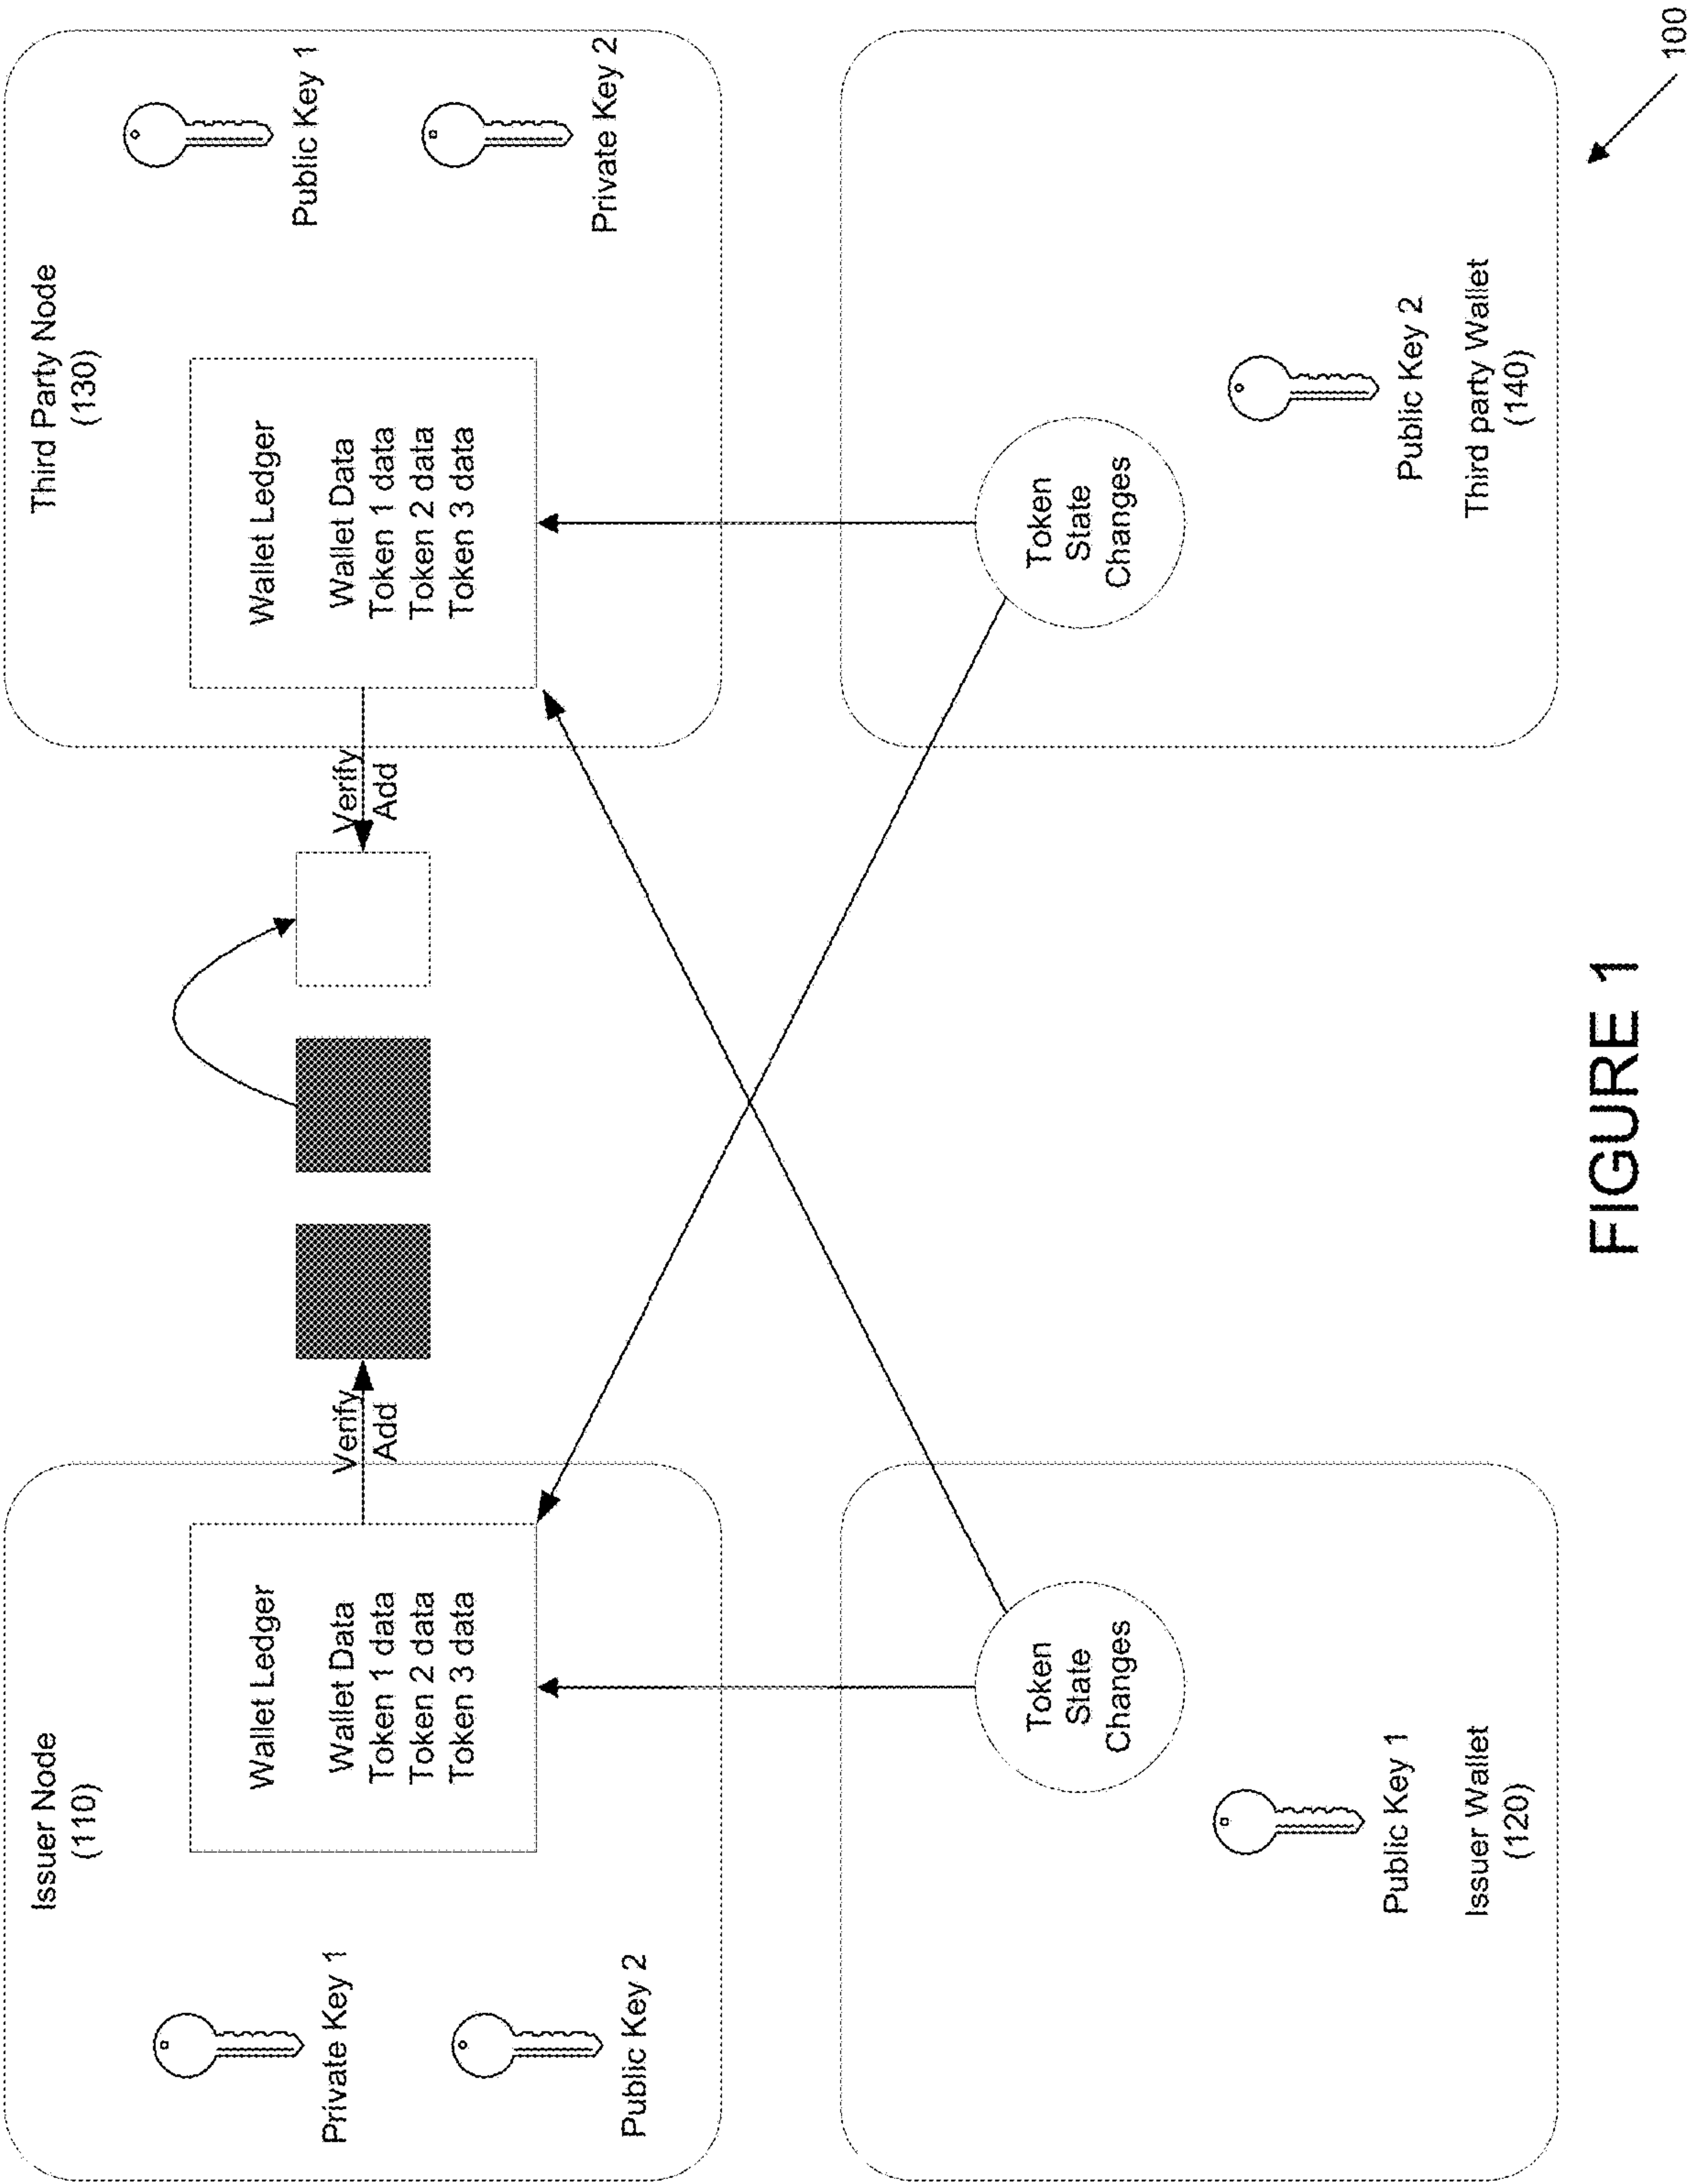 Issuer Node
(110)
Private Key 1
Public Key 2
Wallet Ledger
Wallet Data
Token 1 data
Token 2 data
Token 3 data
Verify
Add
Verify
Add
Third Party Node
(130)
Wallet Ledger
Wallet Data
Token 1 data
Token 2 data
Token 3 data
Public Key 1
Private Key 2
Token
State
Changes
Public Key 1
Issuer Wallet
(120)
Token
State
Changes
Public Key 2
Third party Wallet
(140)
FIGURE 1
100